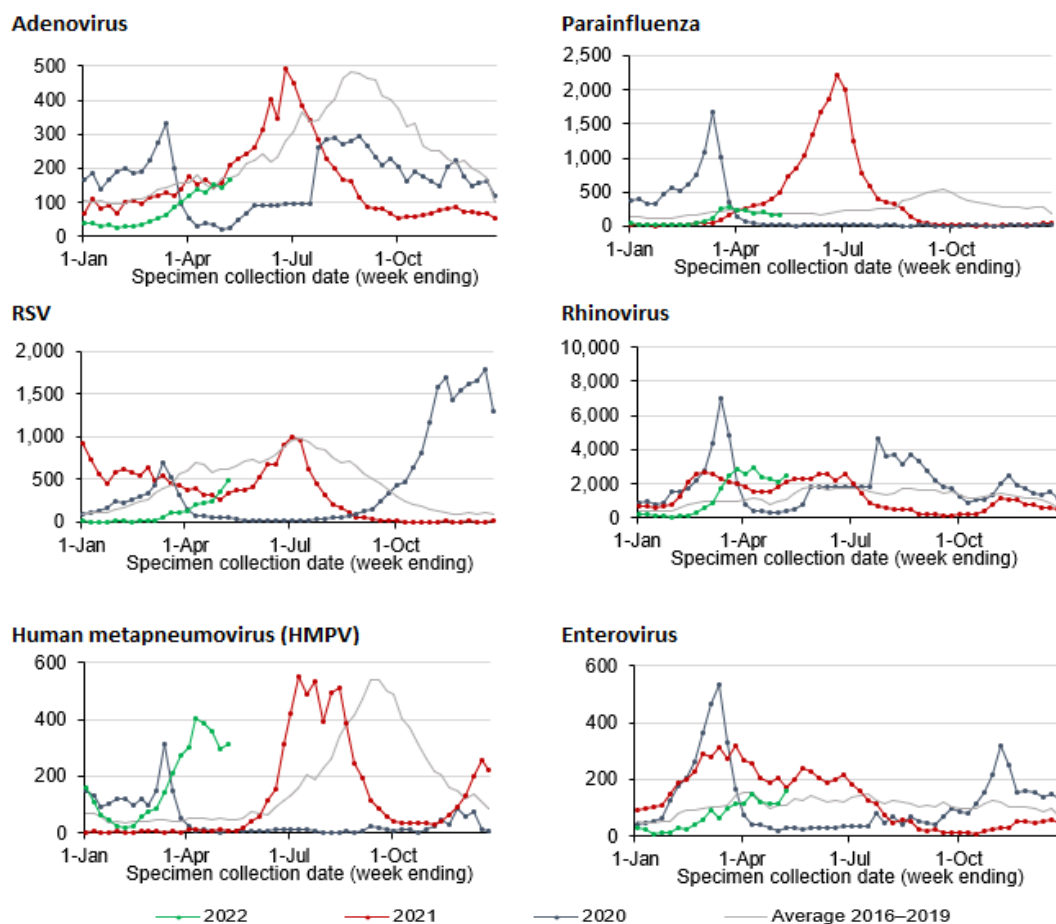 Adenovirus
500
400
300
200
100
0
1-Jan 1-Apr 1-Jul 1-Oct
Specimen collection date (week ending)
Parainfluenza
2,500
2,000
1,500
1,000
500
0
1-Jan 1-Apr 1-Jul 1-Oct
Specimen collection date (week ending)
RSV
2,000
1,500
1,000
500
0
1-Jan 1-Apr 1-Jul 1-Oct
Specimen collection date (week ending)
Rhinovirus
10,000
8,000
6,000
4,000
2,000
0
1-Jan 1-Apr 1-Jul 1-Oct
Specimen collection date (week ending)
Human metapneumovirus (HMPV)
600
400
200
0
1-Jan 1-Apr 1-Jul 1-Oct
Specimen collection date (week ending)
Enterovirus
600
400
200
0
1-Jan 1-Apr 1-Jul 1-Oct
Specimen collection date (week ending)
2022 2021 2020 Average 2016–2019